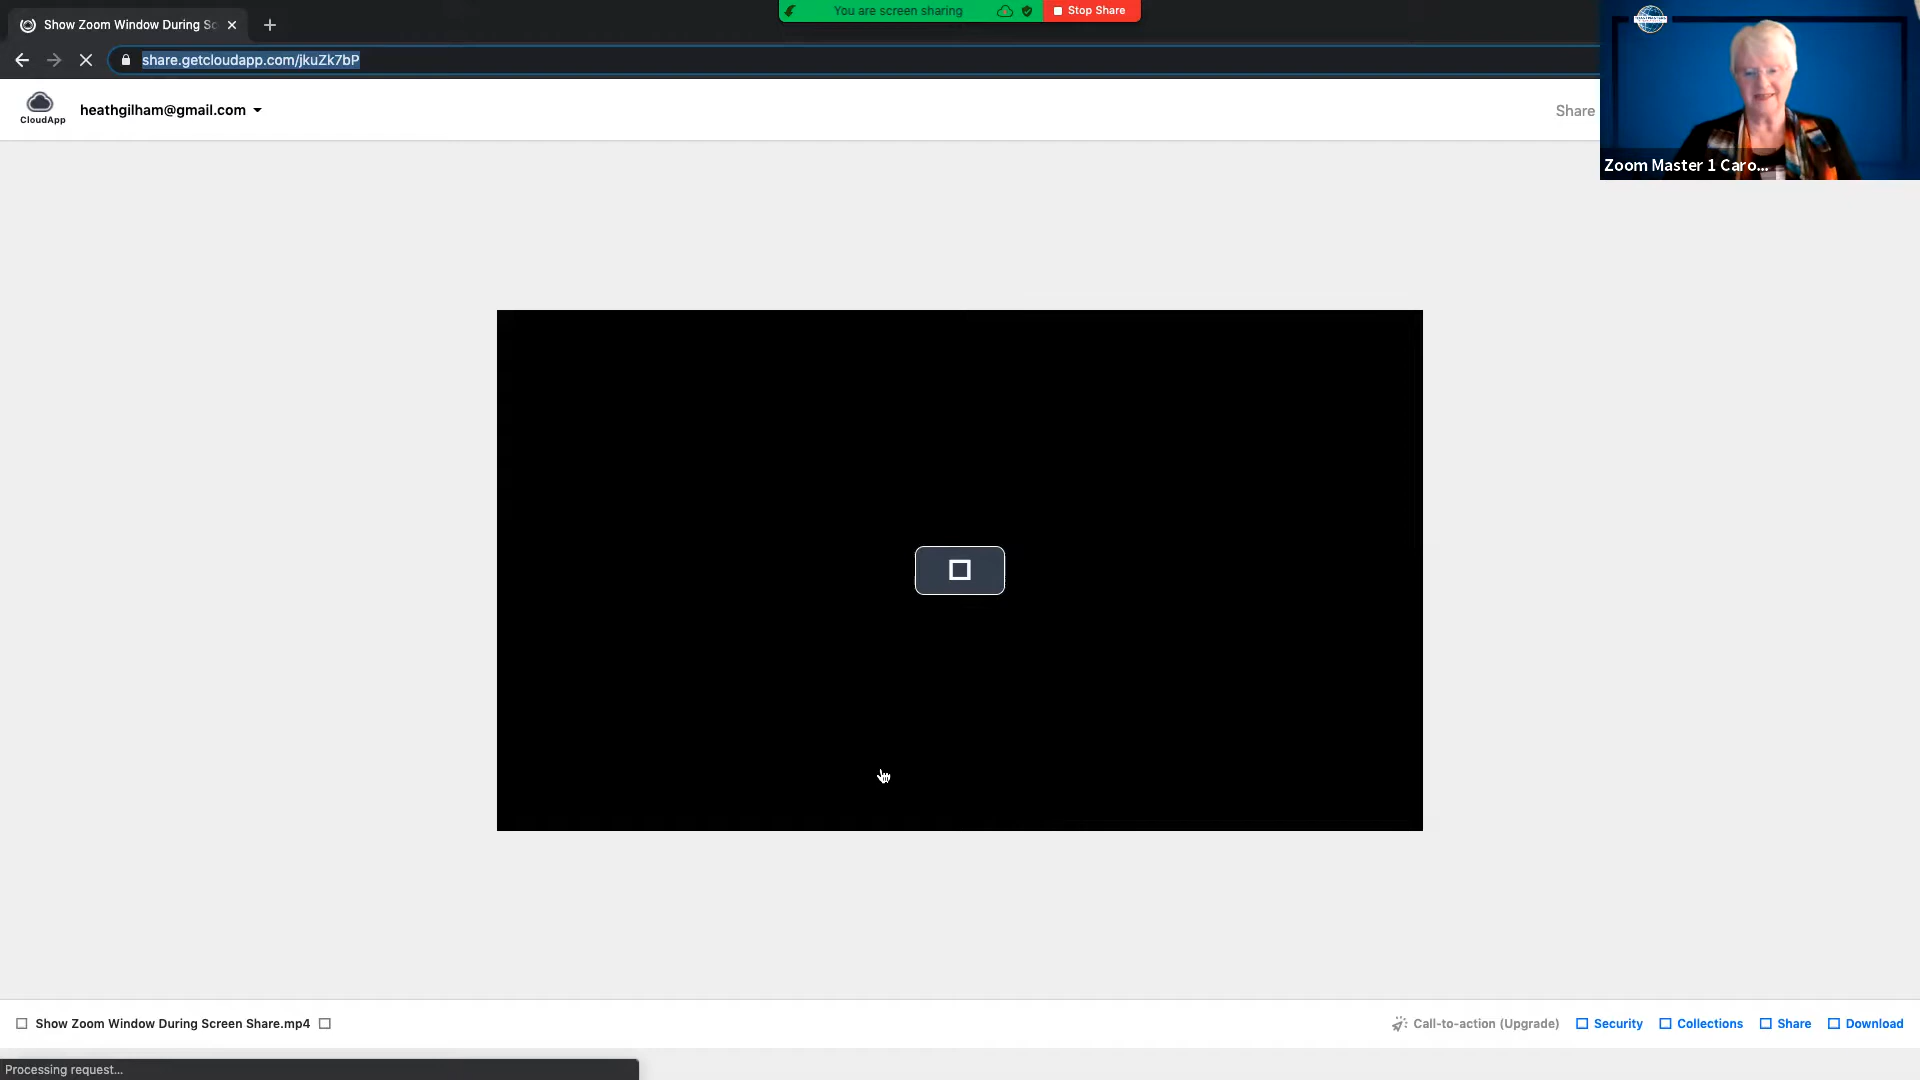 Show Zoom Window During Sc
You are screen sharing
Stop Share
share.getcloudapp.com/jkuZk7bP
CloudApp
heathgilham@gmail.com
Share
Zoom Master 1 Caro...
Show Zoom Window During Screen Share.mp4
Call-to-action (Upgrade)
Security
Collections
Share
Download
Processing request...